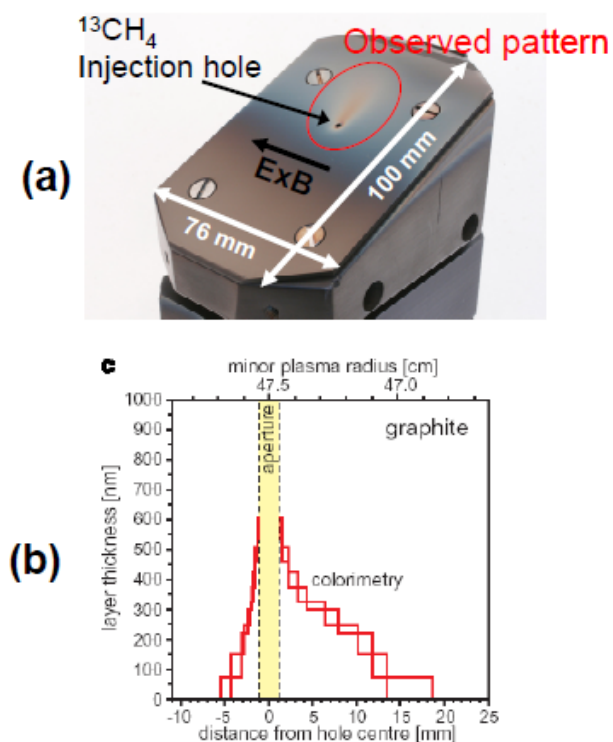 ¹³CH₄
Injection hole
Observed pattern
(a)
ExB
100 mm
76 mm
c
minor plasma radius [cm]
47.5
47.0
1000
900
800
700
600
500
400
300
200
100
0
layer thickness [nm]
aperture
graphite
colorimetry
(b)
-10
-5
0
5
10
15
20
25
distance from hole centre [mm]